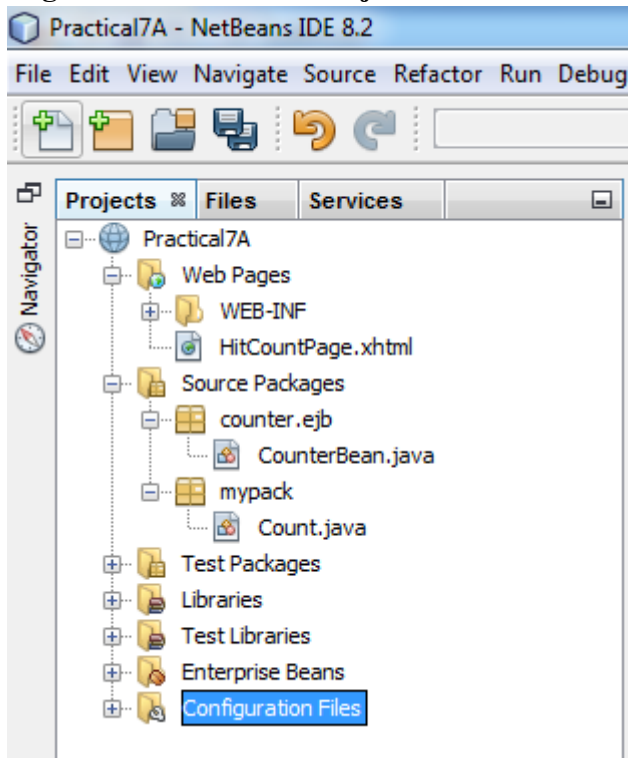 Practical7A - NetBeans IDE 8.2
File Edit View Navigate Source Refactor Run Debug
Projects Files Services
Navigator
Practical7A
Web Pages
WEB-INF
HitCountPage.xhtml
Source Packages
counter.ejb
CounterBean.java
mypack
Count.java
Test Packages
Libraries
Test Libraries
Enterprise Beans
Configuration Files